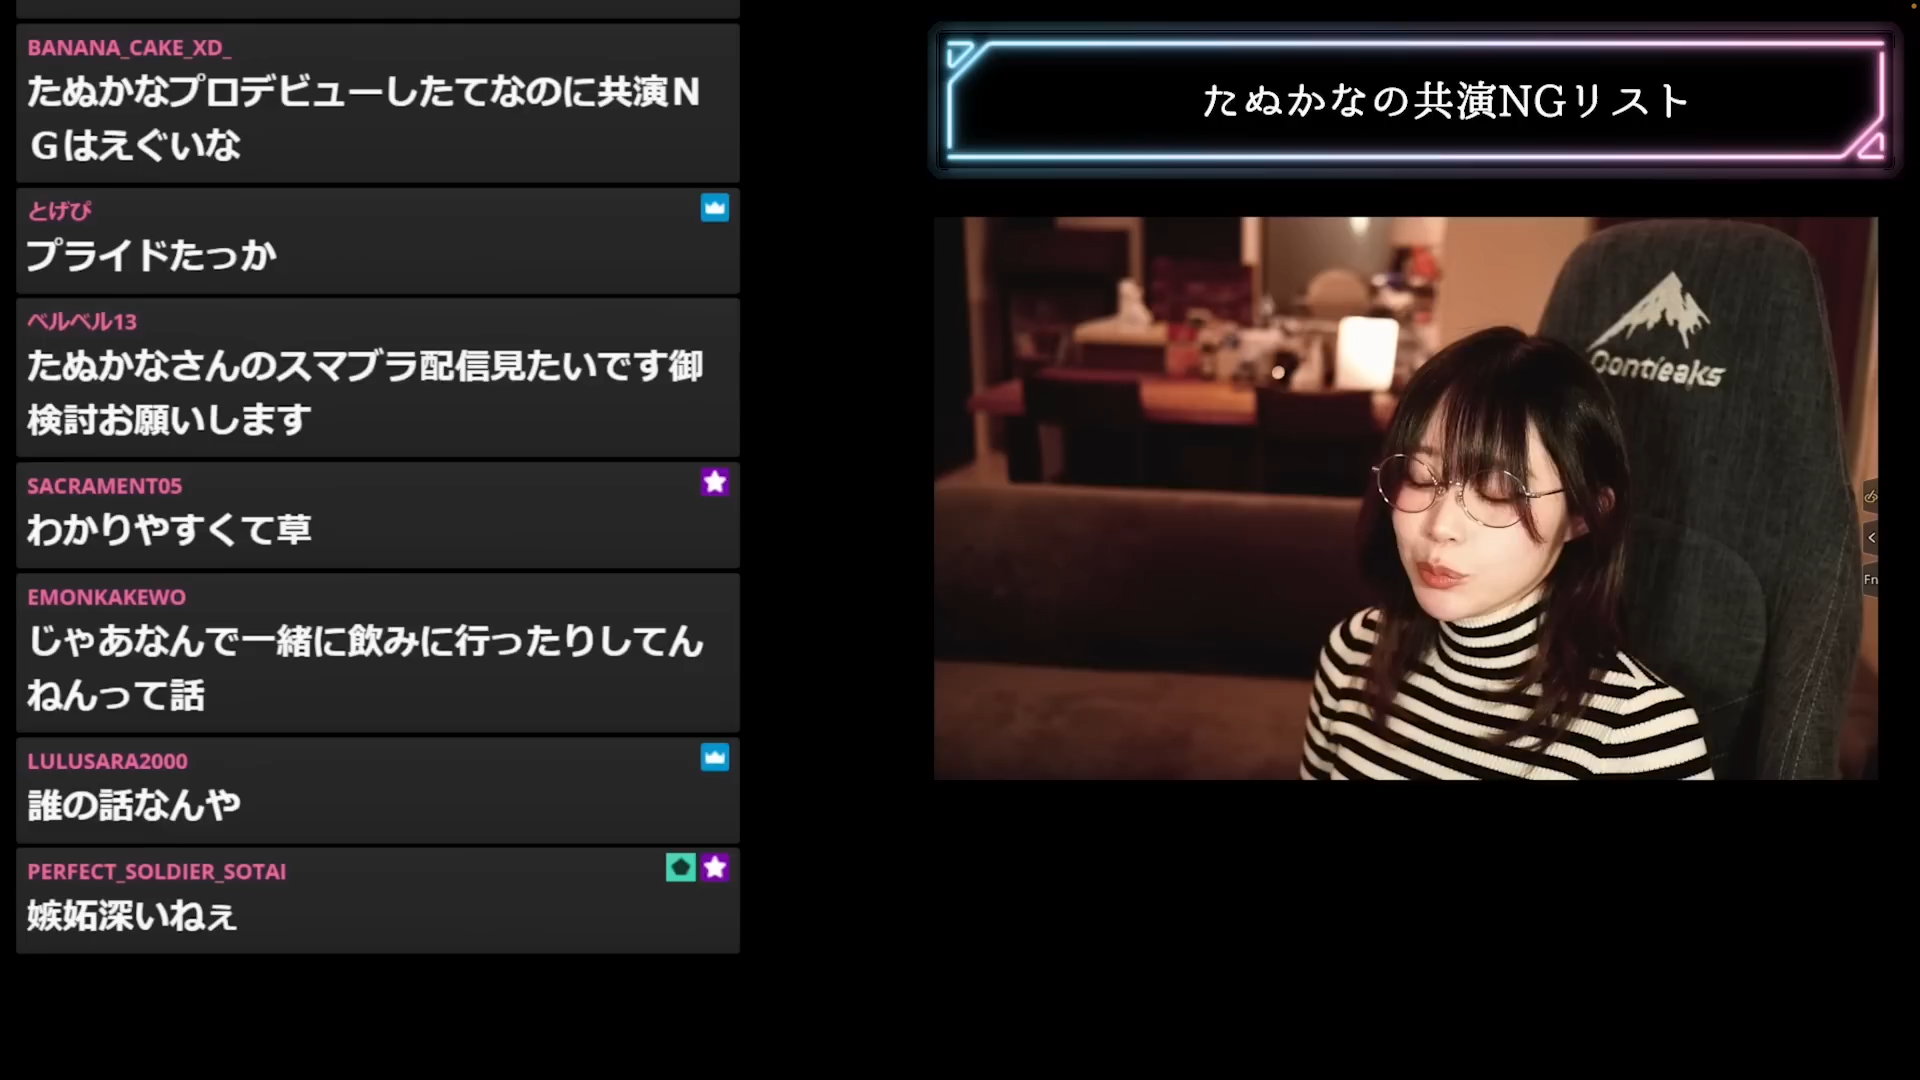 BANANA_CAKE_XD_
たぬかなプロデビューしたてなのに共演N
Gはえぐいな
とげぴ
プライドたっか
ベルベル13
たぬかなさんのスマブラ配信見たいです御
検討お願いします
SACRAMENT05
わかりやすくて草
EMONKAKEWO
じゃあなんで一緒に飲みに行ったりしてん
ねんって話
LULUSARA2000
誰の話なんや
PERFECT_SOLDIER_SOTAI
嫉妬深いねぇ
たぬかなの共演NGリスト
Contieaks
Fn